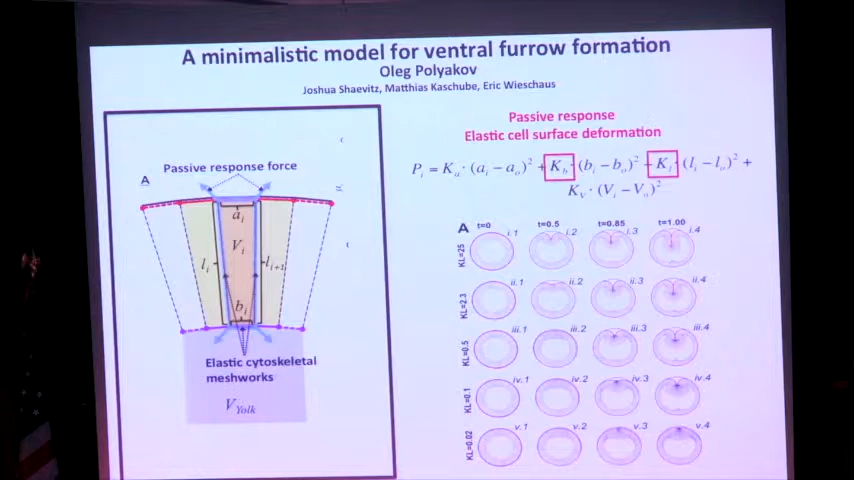 A minimalistic model for ventral furrow formation
Oleg Polyakov
Joshua Shaevitz, Matthias Kaschube, Eric Wieschaus
Passive response
Elastic cell surface deformation
P_i = K_a · (a_i − a_o)² + K_b · (b_i − b_o)² + K_l · (l_i − l_o)² +
K_V · (V_i − V_o)²
Passive response force
A
a_i
V_i
l_i
l_{i+1}
b_i
Elastic cytoskeletal
meshworks
V_Yolk
A t=0 t=0.5 t=0.85 t=1.00
KL=25 i.1 i.2 i.3 i.4
KL=2.3 ii.1 ii.2 ii.3 ii.4
KL=0.5 iii.1 iii.2 iii.3 iii.4
KL=0.1 iv.1 iv.2 iv.3 iv.4
KL=0.02 v.1 v.2 v.3 v.4